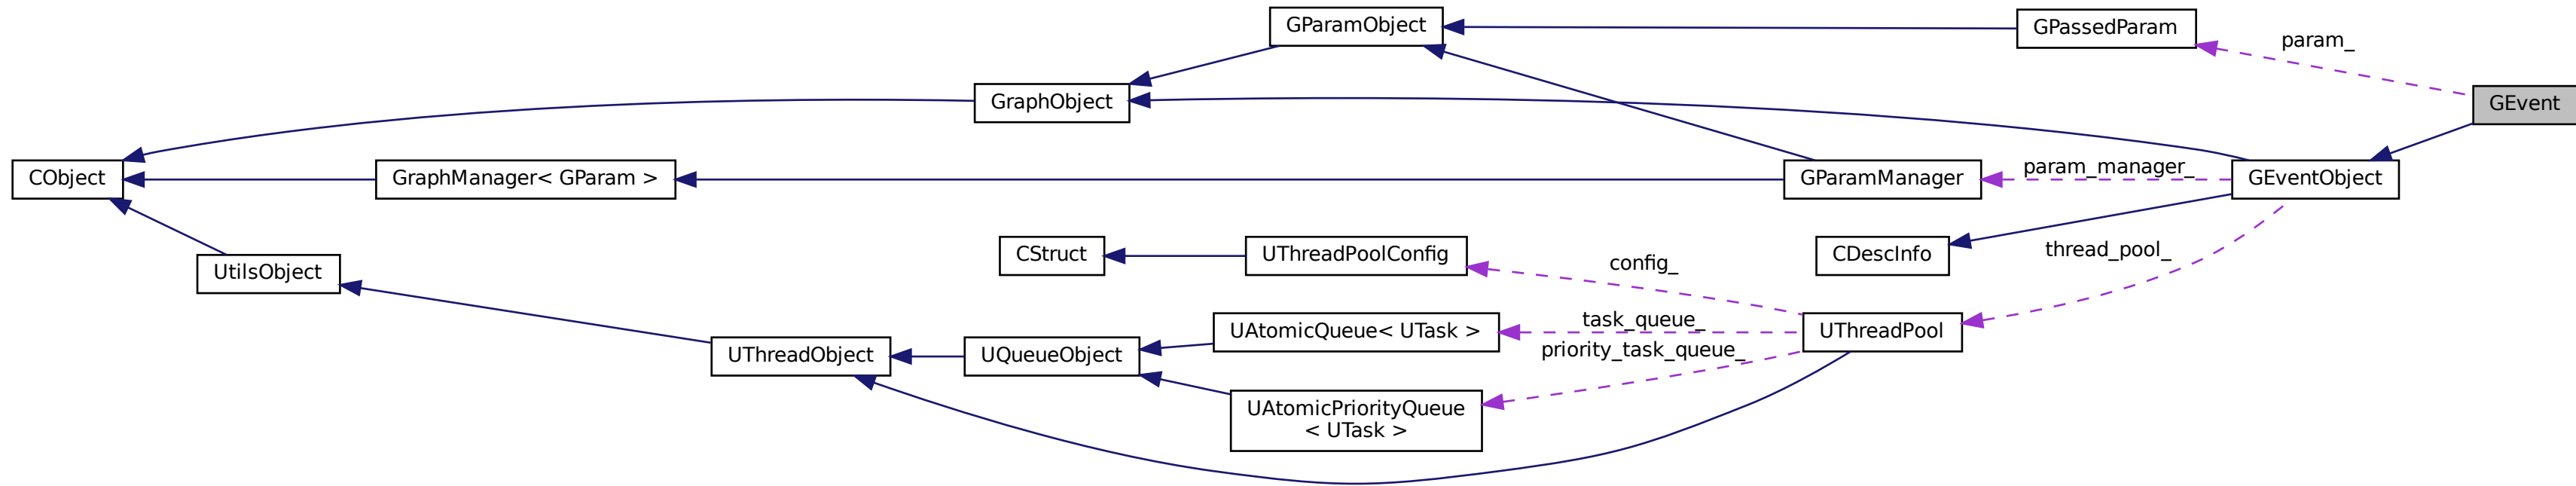 GParamObject
GPassedParam
param_
GraphObject
GEvent
CObject
GraphManager< GParam >
GParamManager
param_manager_
GEventObject
UtilsObject
CStruct
UThreadPoolConfig
config_
CDescInfo
thread_pool_
UThreadObject
UQueueObject
UAtomicQueue< UTask >
task_queue_
priority_task_queue_
UThreadPool
UAtomicPriorityQueue
< UTask >